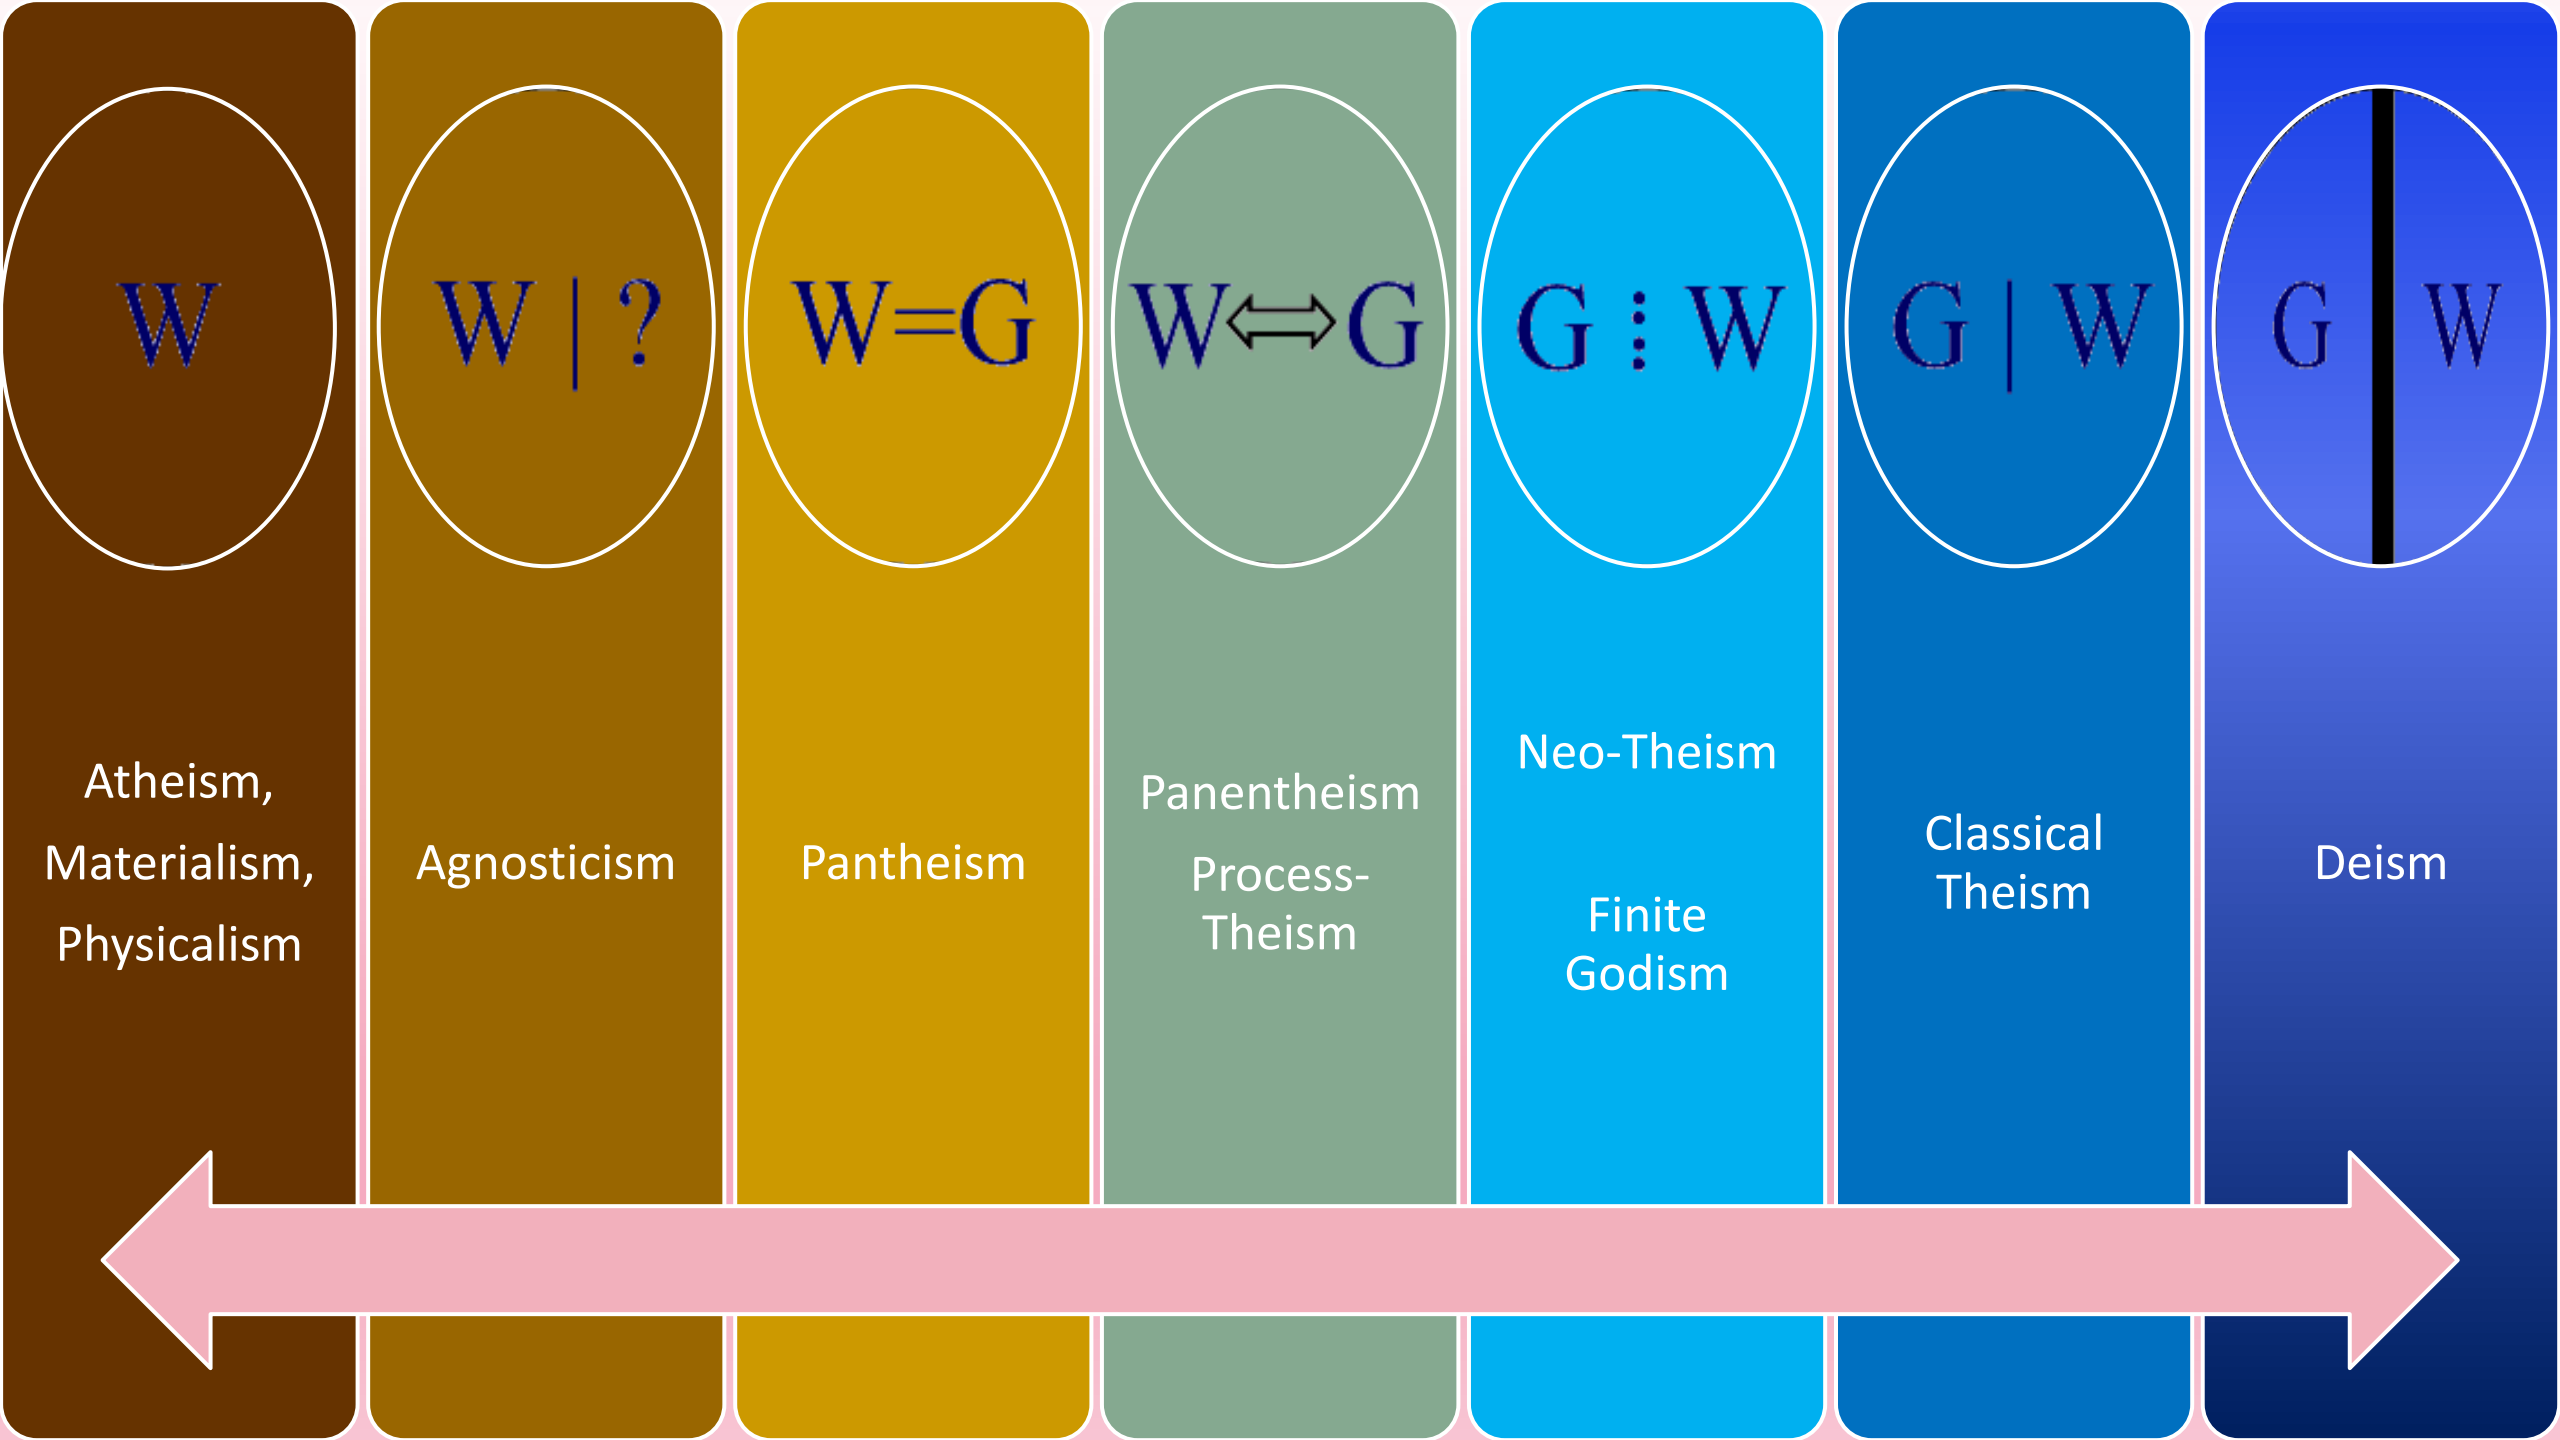 W
W | ?
W=G
W⇔G
G ⁞ W
G | W
G | W
Atheism,
Materialism,
Physicalism
Agnosticism
Pantheism
Panentheism
Process-
Theism
Neo-Theism
Finite
Godism
Classical
Theism
Deism